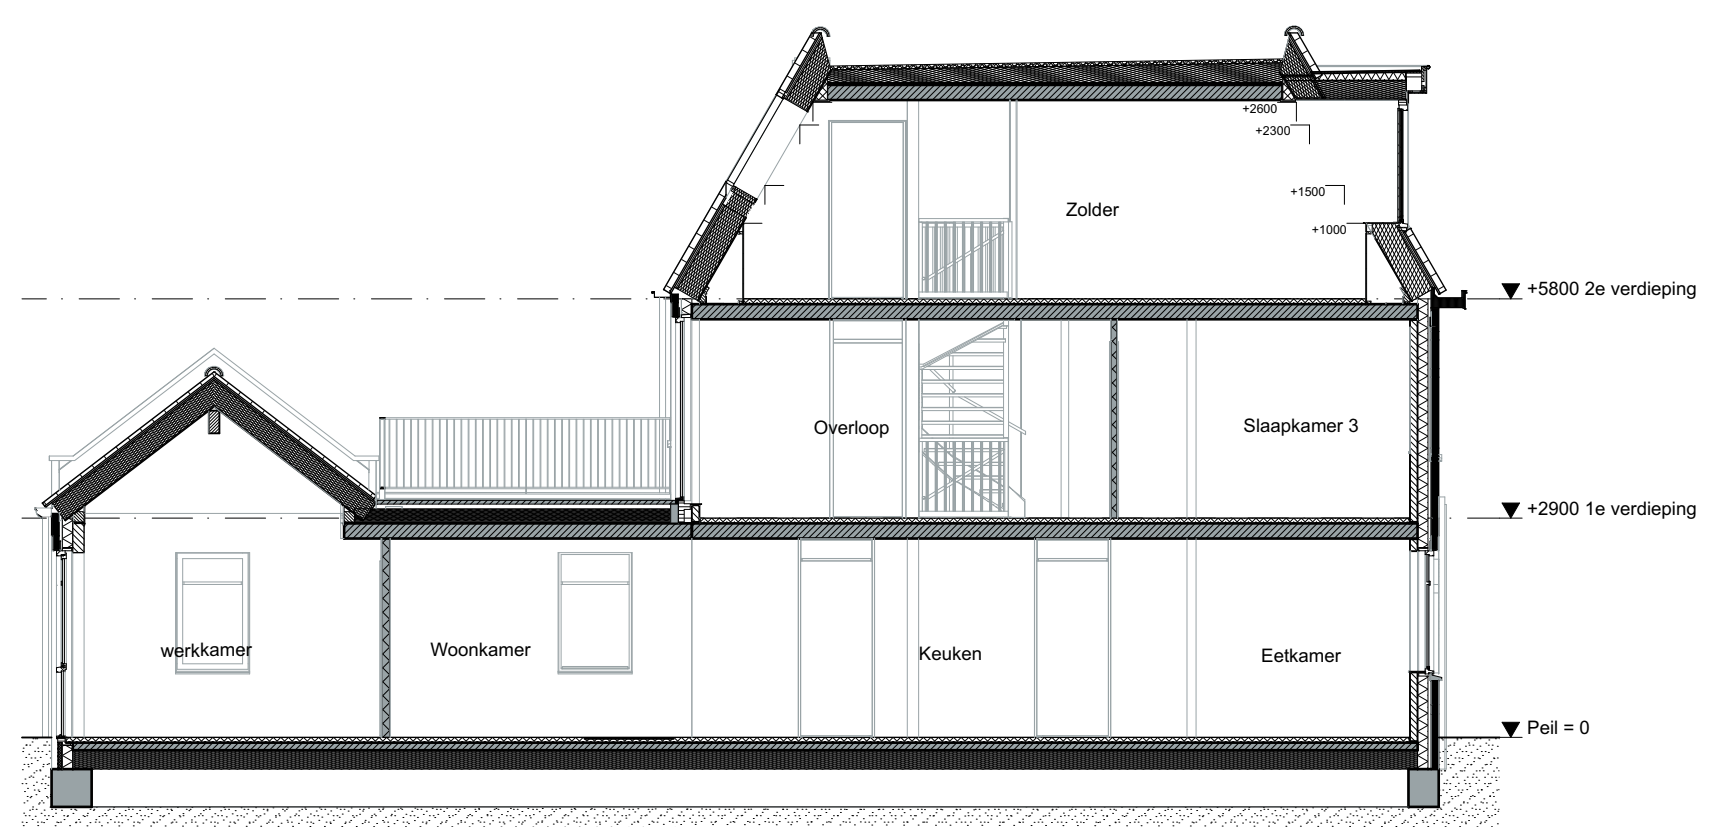 +2600
+2300
+1500
Zolder
+1000
+5800 2e verdieping
Overloop
Slaapkamer 3
+2900 1e verdieping
werkkamer
Woonkamer
Keuken
Eetkamer
Peil = 0